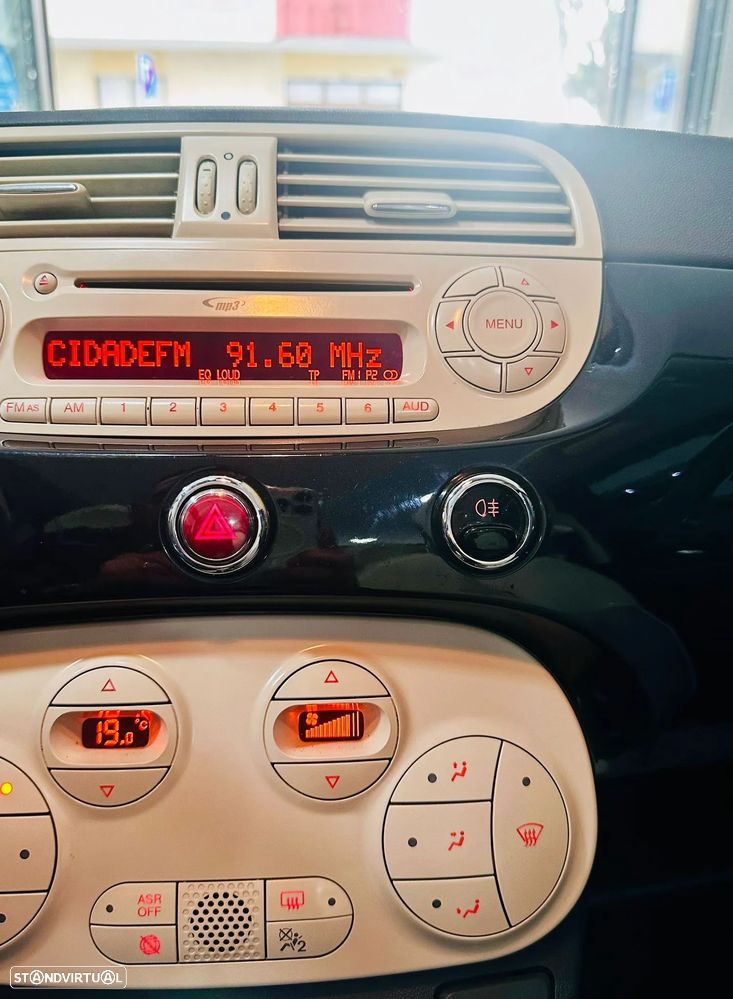 mp3
MENU
CIDADEFM 91.60 MHz
EQ LOUD TP FM1 P2
FM AS AM 1 2 3 4 5 6 AUD
19.0 °C
ASR
OFF
2
STANDVIRTUAL